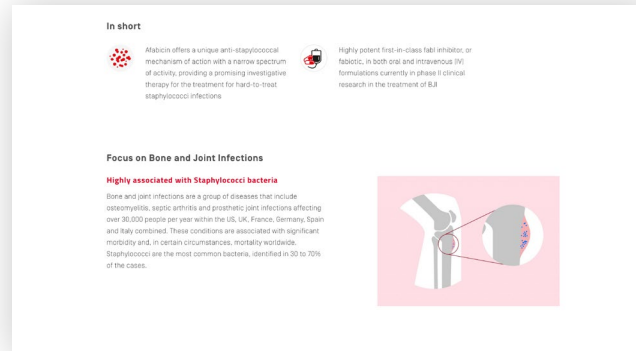 In short
Afabicin offers a unique anti-stapylococcal
mechanism of action with a narrow spectrum
of activity, providing a promising investigative
therapy for the treatment for hard-to-treat
staphylococci infections
Highly potent first-in-class fabI inhibitor, or
fabiotic, in both oral and intravenous (IV)
formulations currently in phase II clinical
research in the treatment of BJI
Focus on Bone and Joint Infections
Highly associated with Staphylococci bacteria
Bone and joint infections are a group of diseases that include
osteomyelitis, septic arthritis and prosthetic joint infections affecting
over 30,000 people per year within the US, UK, France, Germany, Spain
and Italy combined. These conditions are associated with significant
morbidity and, in certain circumstances, mortality worldwide.
Staphylococci are the most common bacteria, identified in 30 to 70%
of the cases.